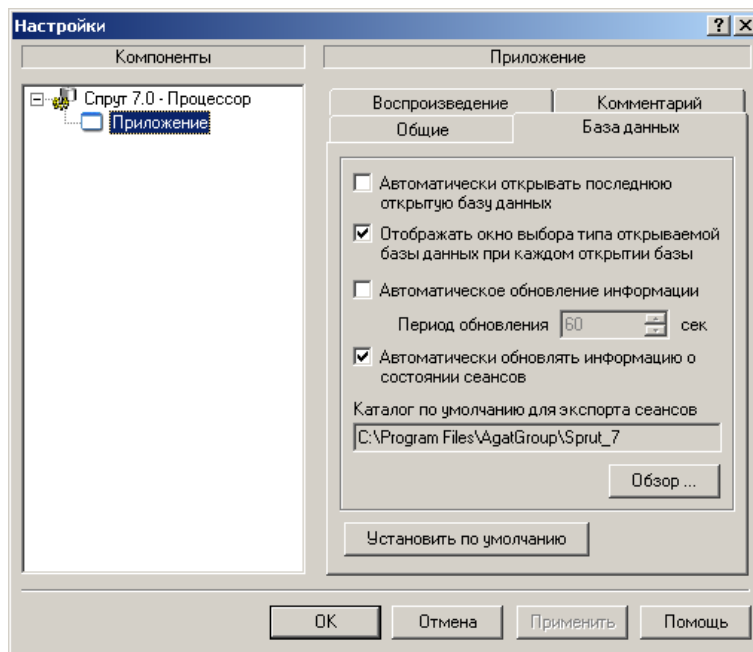 Настройки
Компоненты
Приложение
Спрут 7.0 - Процессор
Приложение
Воспроизведение
Комментарий
Общие
База данных
Автоматически открывать последнюю
открытую базу данных
Отображать окно выбора типа открываемой
базы данных при каждом открытии базы
Автоматическое обновление информации
Период обновления 60 сек
Автоматически обновлять информацию о
состоянии сеансов
Каталог по умолчанию для экспорта сеансов
C:\Program Files\AgatGroup\Sprut_7
Обзор ...
Установить по умолчанию
OK
Отмена
Применить
Помощь